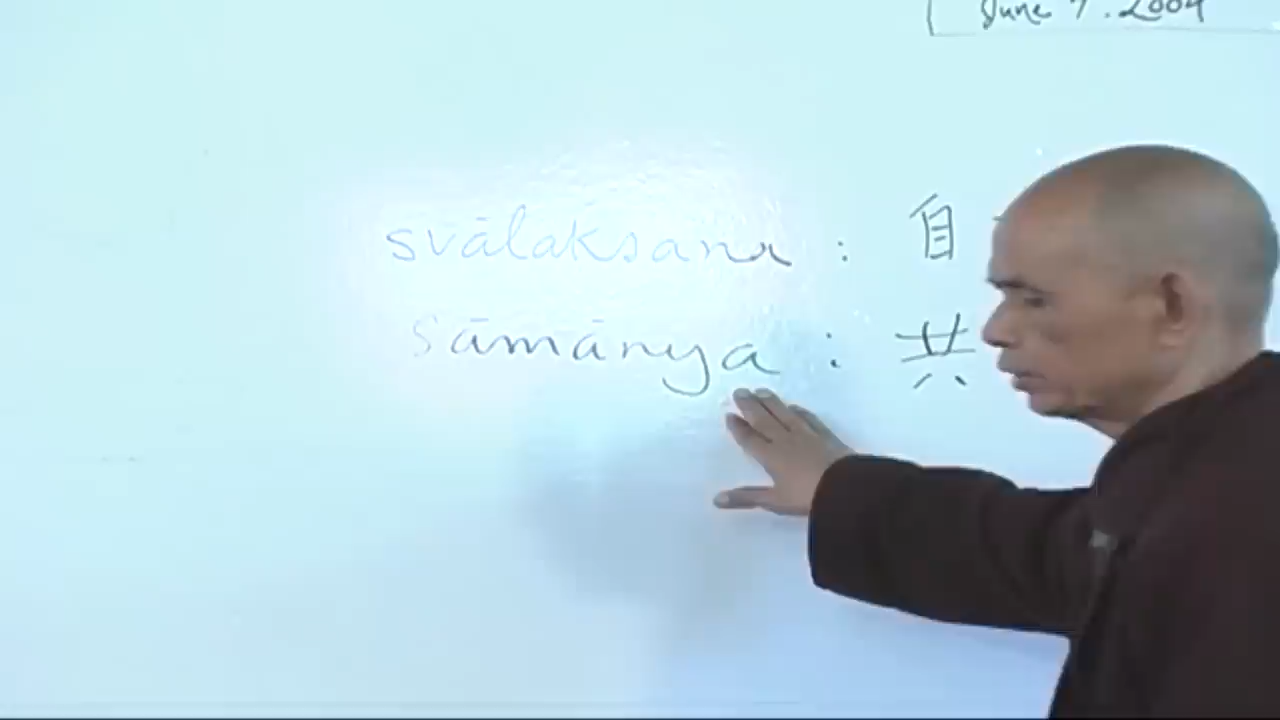 June 7. 2004
svālaksana : 自
sāmānya : 共